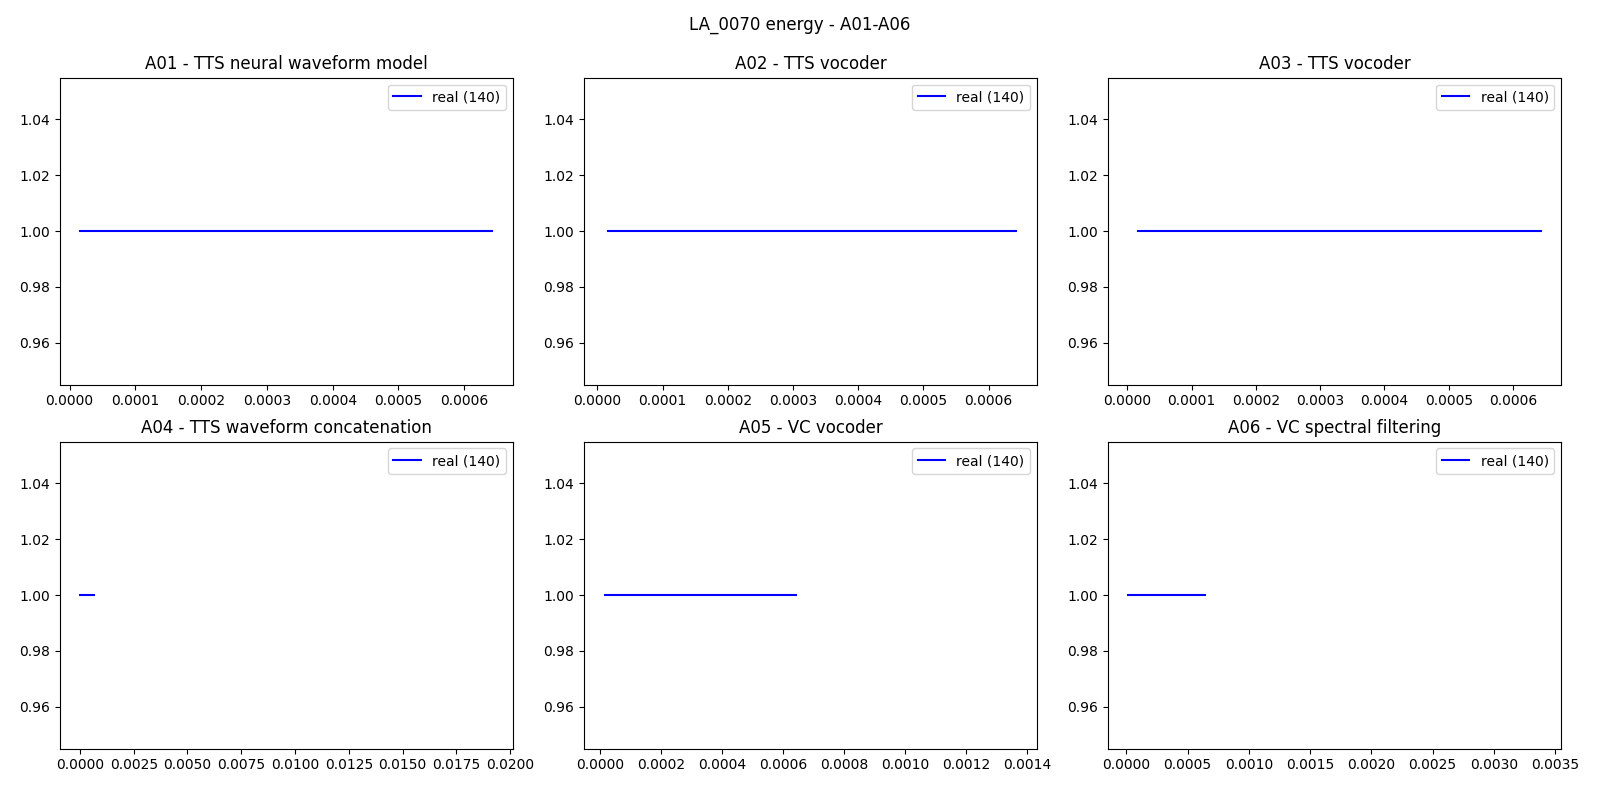 LA_0070 energy - A01-A06
A01 - TTS neural waveform model
A02 - TTS vocoder
A03 - TTS vocoder
real (140)
real (140)
real (140)
1.04
1.02
1.00
0.98
0.96
1.04
1.02
1.00
0.98
0.96
1.04
1.02
1.00
0.98
0.96
0.0000 0.0001 0.0002 0.0003 0.0004 0.0005 0.0006
0.0000 0.0001 0.0002 0.0003 0.0004 0.0005 0.0006
0.0000 0.0001 0.0002 0.0003 0.0004 0.0005 0.0006
A04 - TTS waveform concatenation
A05 - VC vocoder
A06 - VC spectral filtering
real (140)
real (140)
real (140)
1.04
1.02
1.00
0.98
0.96
1.04
1.02
1.00
0.98
0.96
1.04
1.02
1.00
0.98
0.96
0.0000 0.0025 0.0050 0.0075 0.0100 0.0125 0.0150 0.0175 0.0200
0.0000 0.0002 0.0004 0.0006 0.0008 0.0010 0.0012 0.0014
0.0000 0.0005 0.0010 0.0015 0.0020 0.0025 0.0030 0.0035